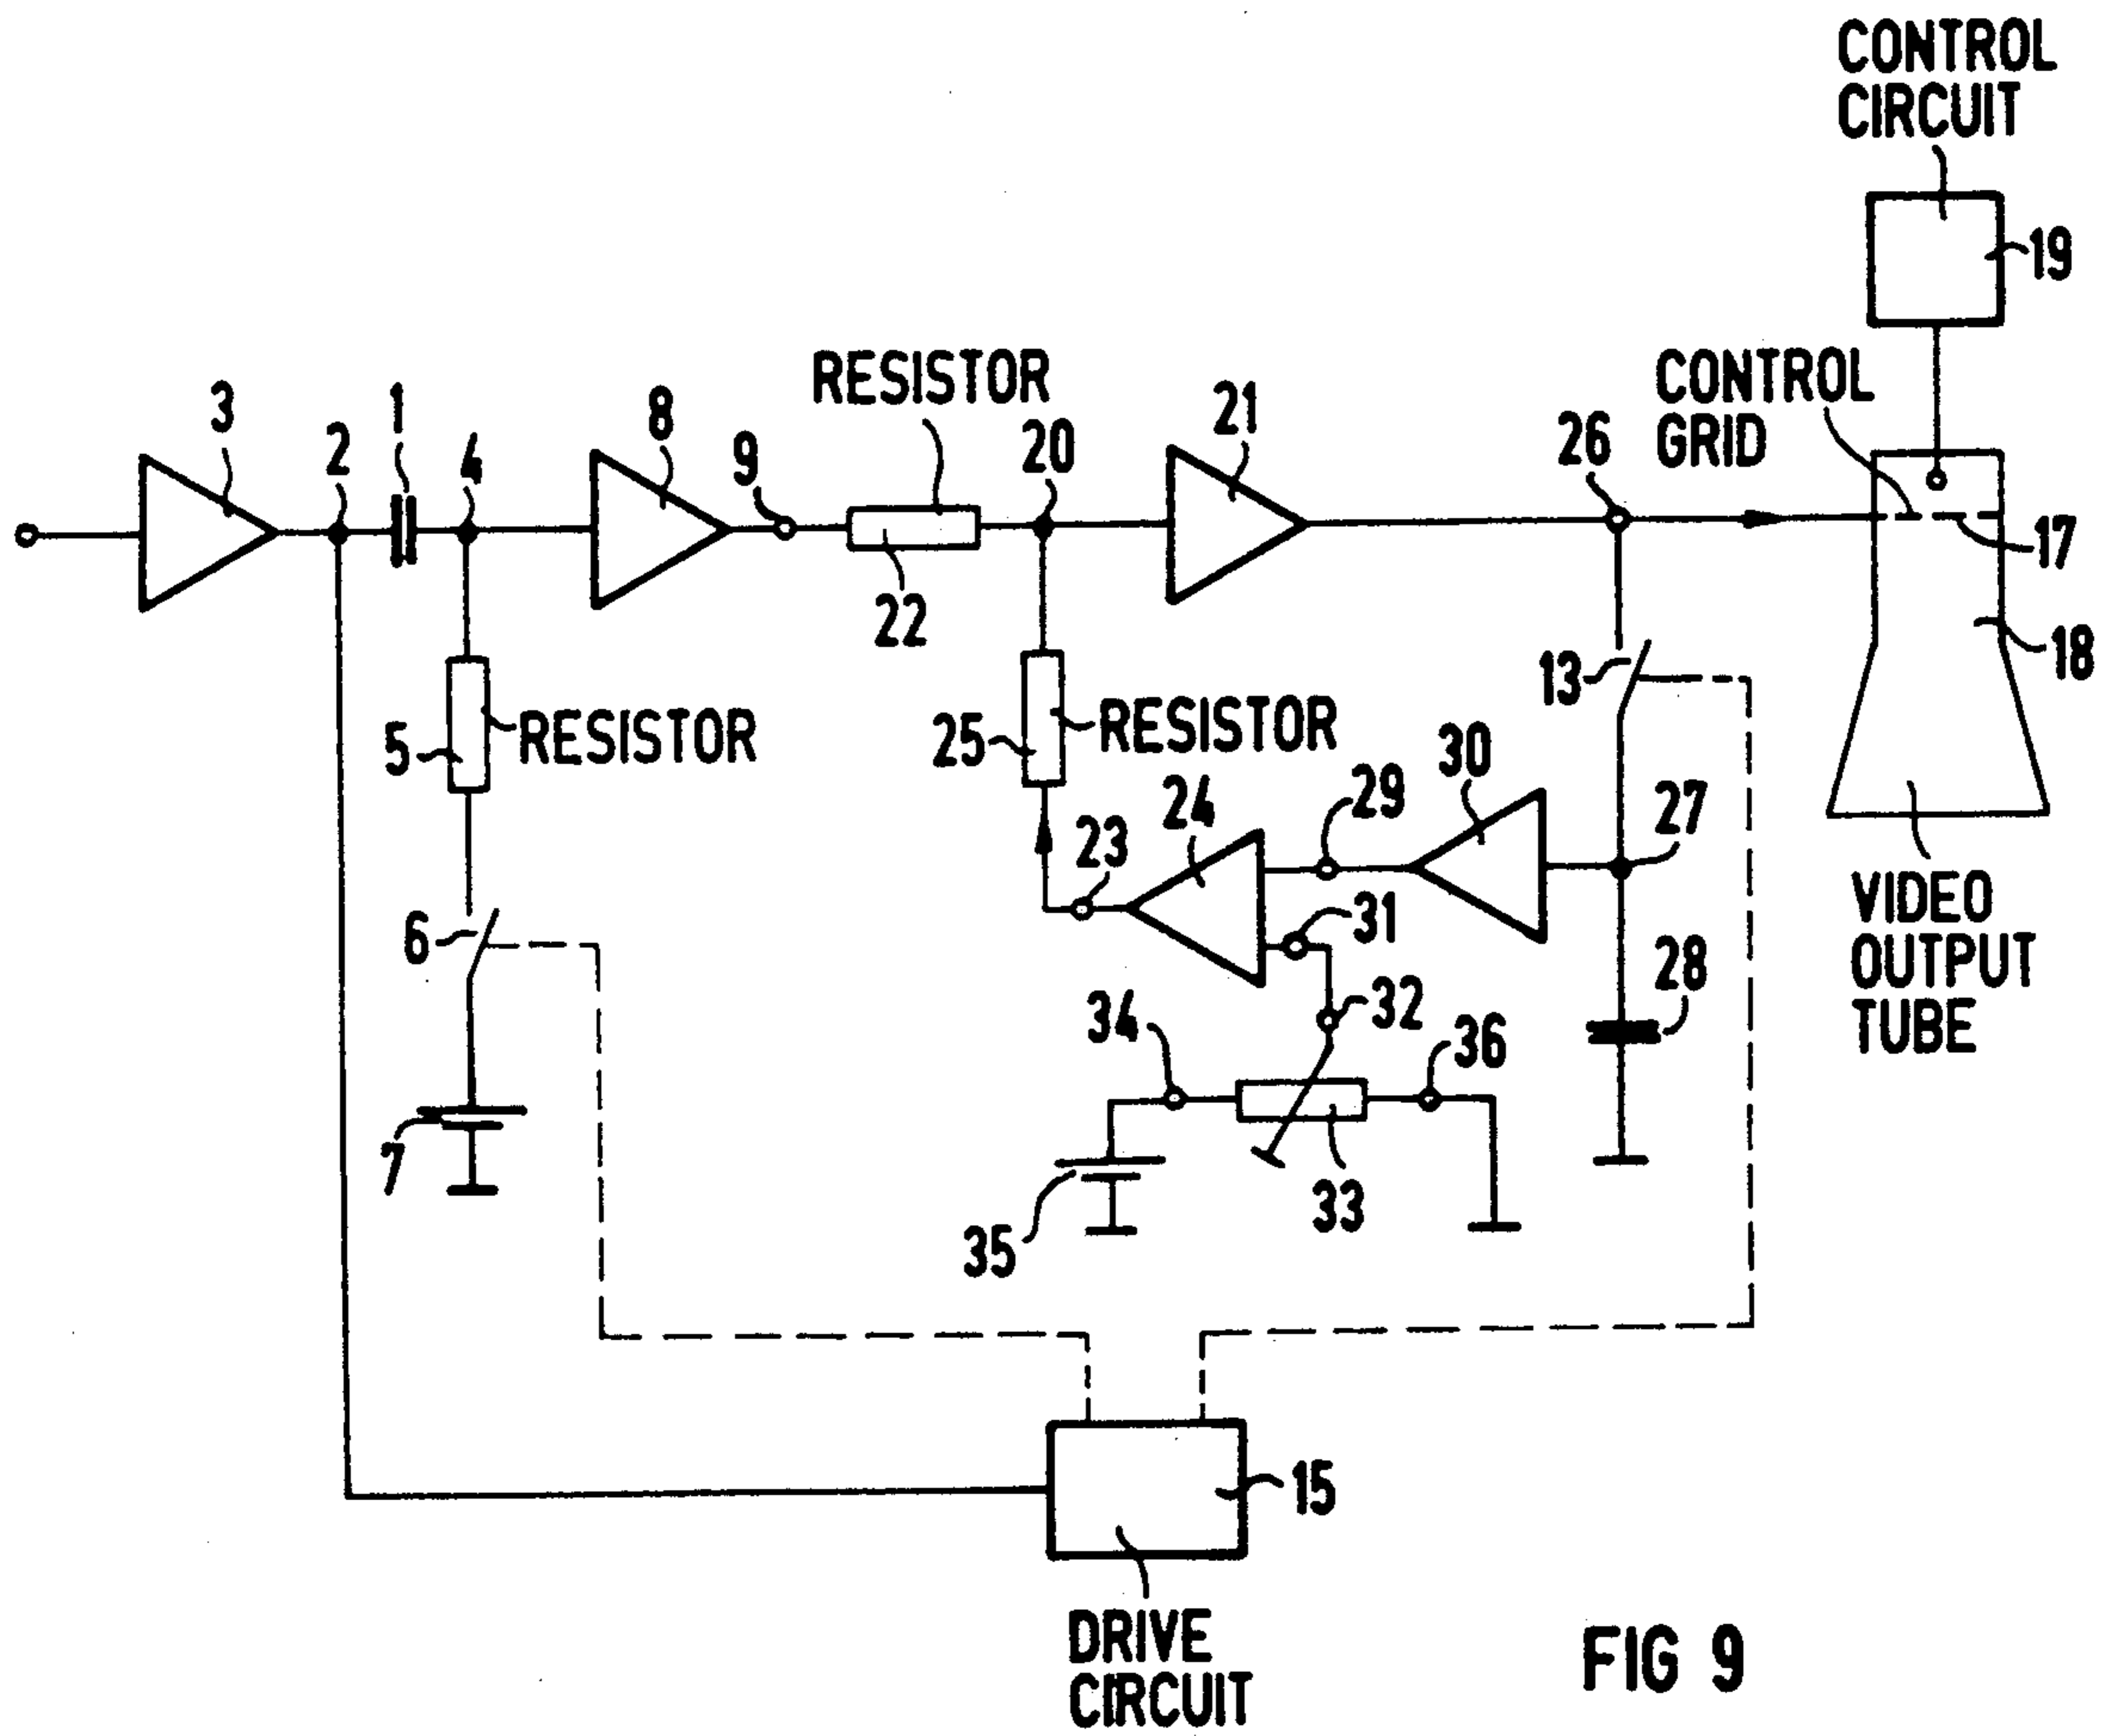 CONTROL
CIRCUIT
19
RESISTOR
CONTROL
GRID
3
2
1
4
8
9
20
21
26
22
17
18
13
5
RESISTOR
25
RESISTOR
24
29
30
27
23
6
31
28
VIDEO
OUTPUT
TUBE
34
32
36
7
35
33
15
DRIVE
CIRCUIT
FIG 9